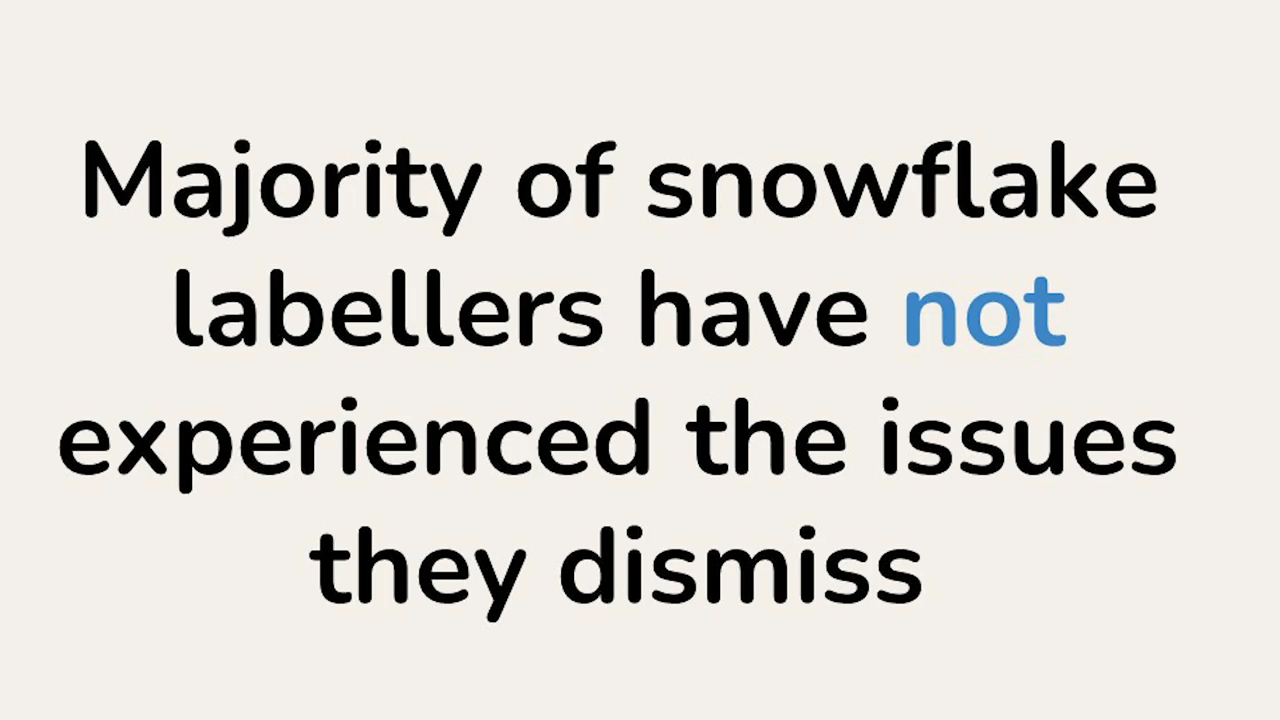 Majority of snowflake
labellers have not
experienced the issues
they dismiss